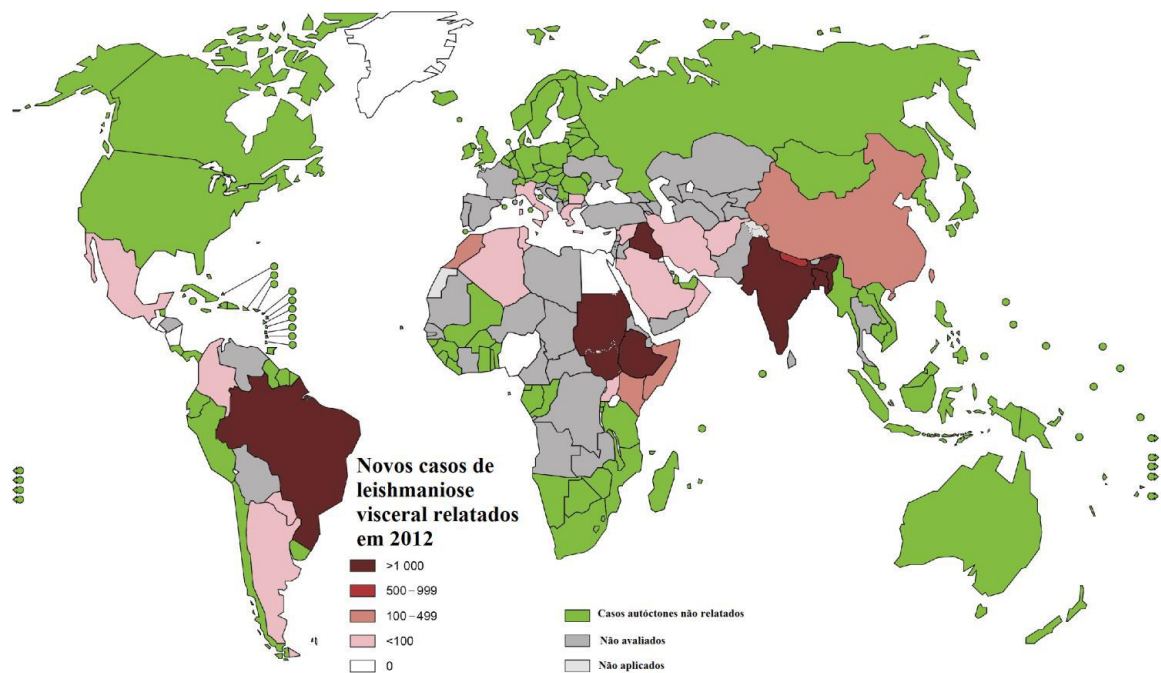 Novos casos de
leishmaniose
visceral relatados
em 2012
>1 000
500–999
100–499
<100
0
Casos autóctones não relatados
Não avaliados
Não aplicados